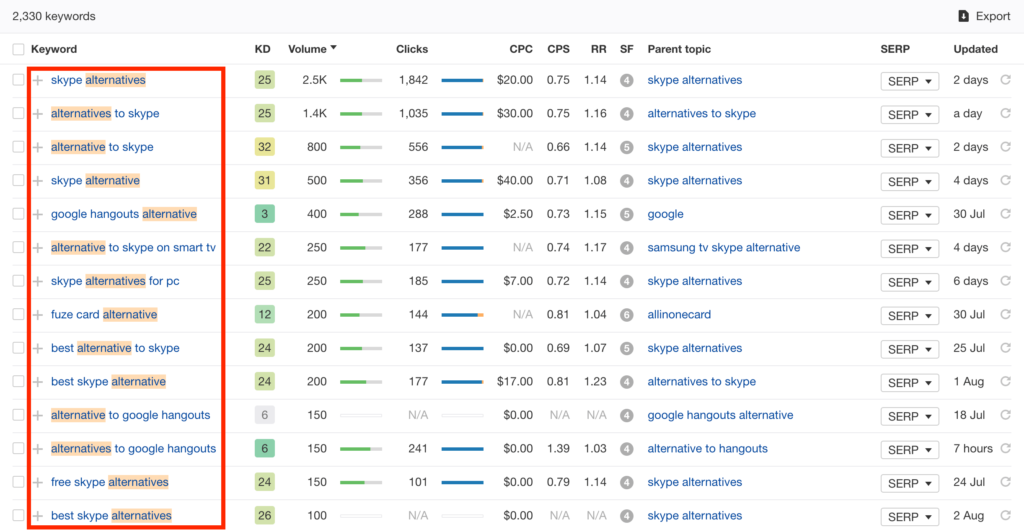 2,330 keywords Export
Keyword KD Volume Clicks CPC CPS RR SF Parent topic SERP Updated
skype alternatives 25 2.5K 1,842 $20.00 0.75 1.14 4 skype alternatives SERP 2 days
alternatives to skype 25 1.4K 1,035 $30.00 0.75 1.16 4 alternatives to skype SERP a day
alternative to skype 32 800 556 N/A 0.66 1.14 5 skype alternatives SERP 2 days
skype alternative 31 500 356 $40.00 0.71 1.08 4 skype alternatives SERP 4 days
google hangouts alternative 3 400 288 $2.50 0.73 1.15 5 google SERP 30 Jul
alternative to skype on smart tv 22 250 177 N/A 0.74 1.17 4 samsung tv skype alternative SERP 4 days
skype alternatives for pc 25 250 185 $7.00 0.72 1.14 4 skype alternatives SERP 6 days
fuze card alternative 12 200 144 N/A 0.81 1.04 6 allinonecard SERP 30 Jul
best alternative to skype 24 200 137 $0.00 0.69 1.07 5 skype alternatives SERP 25 Jul
best skype alternative 24 200 177 $17.00 0.81 1.23 4 alternatives to skype SERP 1 Aug
alternative to google hangouts 6 150 N/A $0.00 N/A N/A 4 google hangouts alternative SERP 18 Jul
alternatives to google hangouts 6 150 241 $0.00 1.39 1.03 4 alternative to hangouts SERP 7 hours
free skype alternatives 24 150 101 $0.00 0.79 1.14 4 skype alternatives SERP 24 Jul
best skype alternatives 26 100 N/A $0.00 N/A N/A 4 skype alternatives SERP 2 Aug